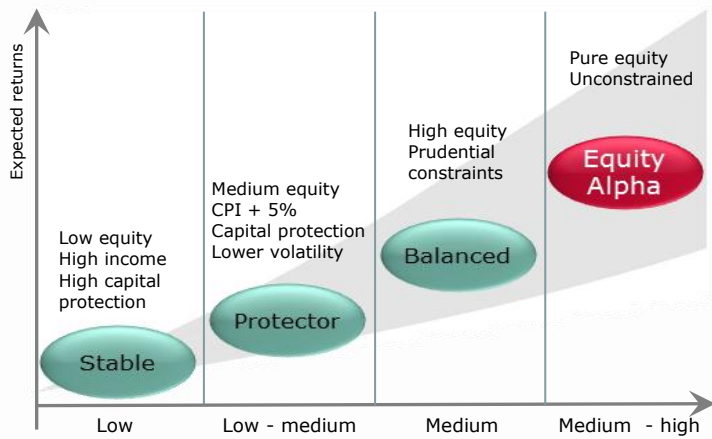 Expected returns
Pure equity
Unconstrained
High equity
Prudential
constraints
Equity
Alpha
Medium equity
CPI + 5%
Capital protection
Lower volatility
Low equity
High income
High capital
protection
Balanced
Protector
Stable
Low
Low - medium
Medium
Medium - high